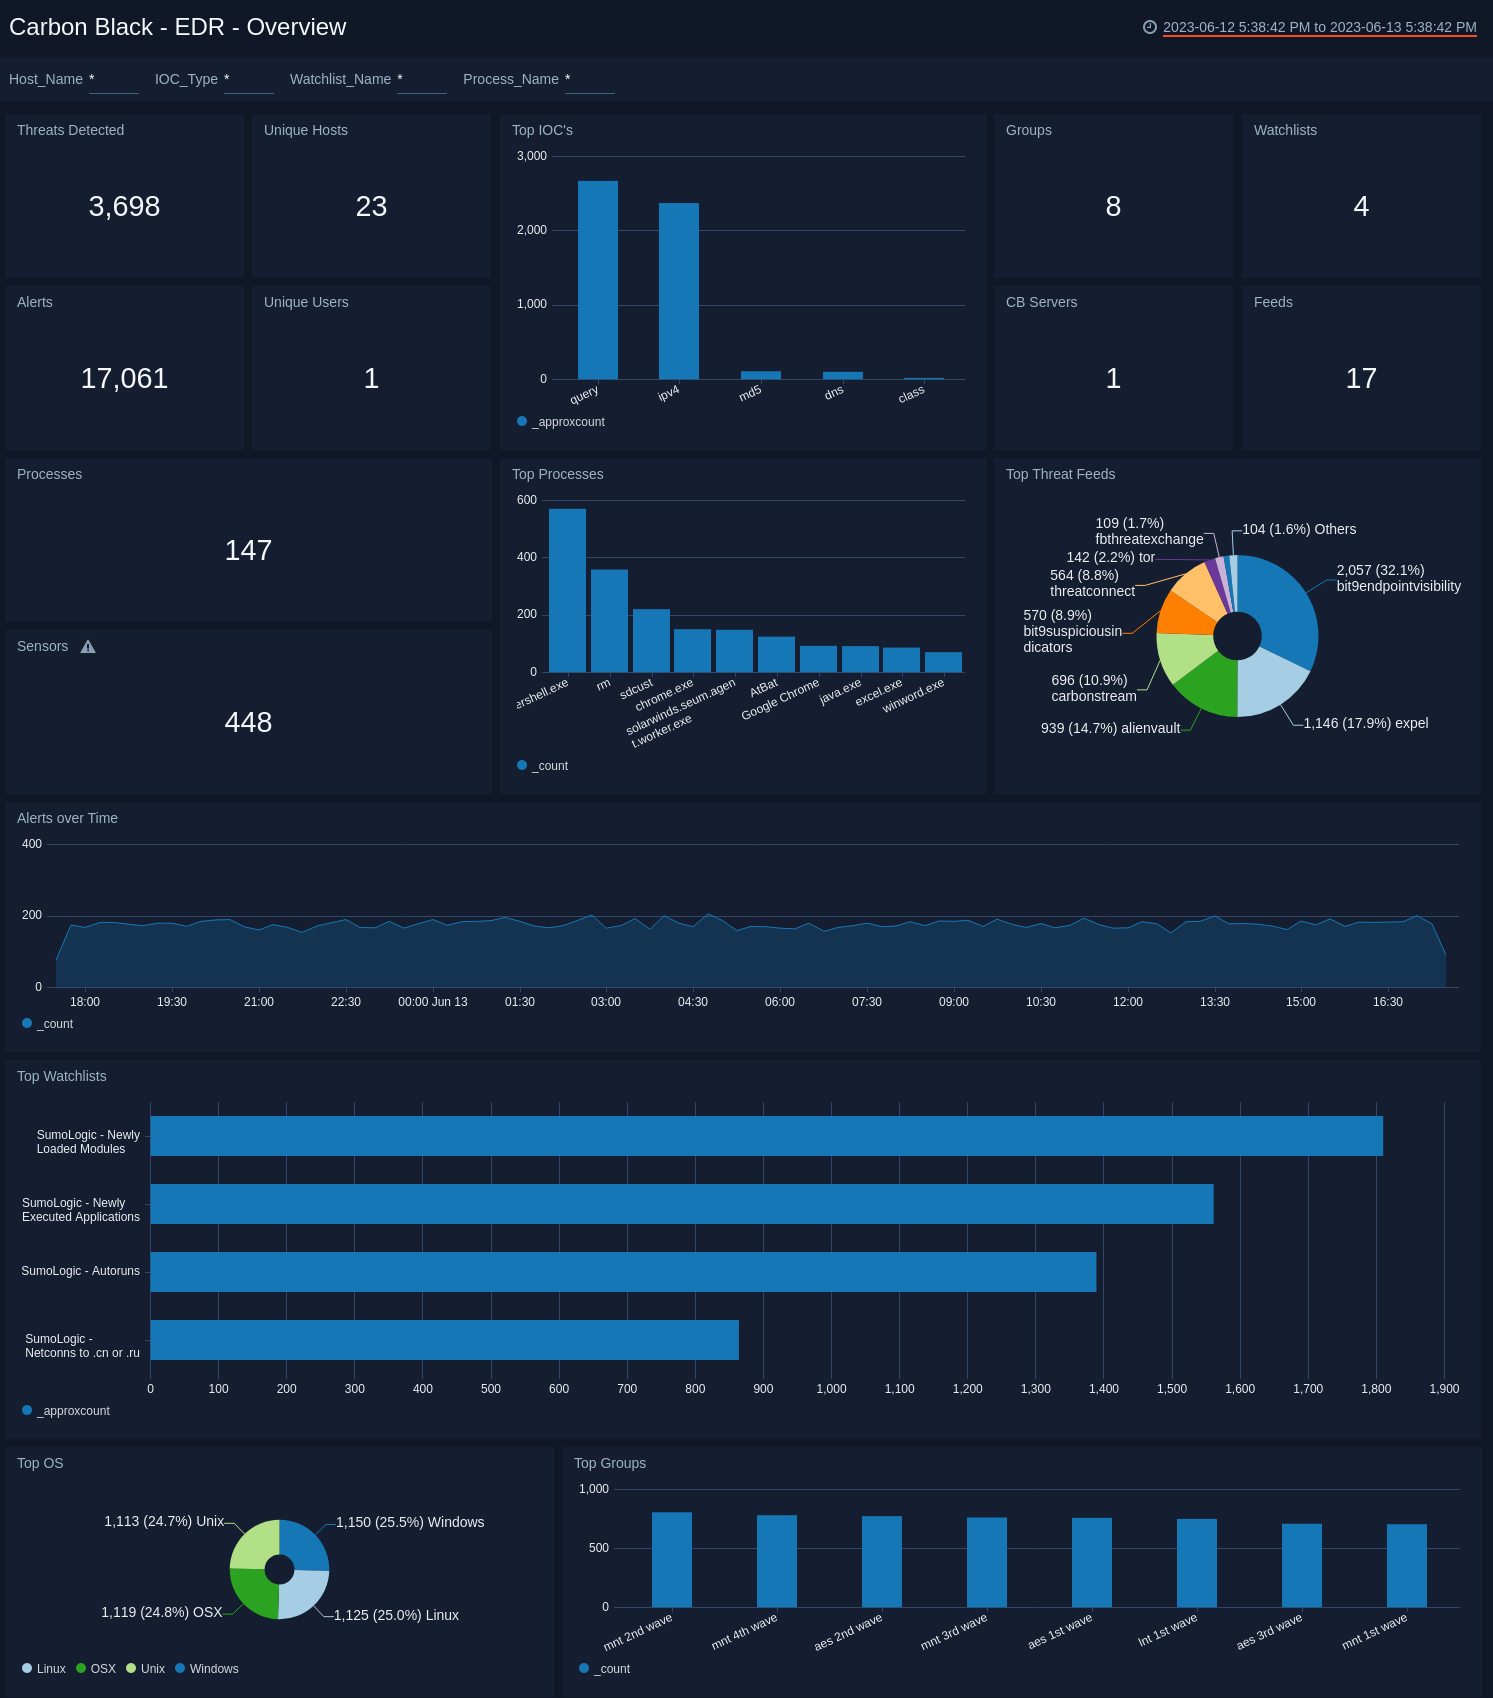 Carbon Black - EDR - Overview
2023-06-12 5:38:42 PM to 2023-06-13 5:38:42 PM
Host_Name *
IOC_Type *
Watchlist_Name *
Process_Name *
Threats Detected
3,698
Unique Hosts
23
Top IOC's
3,000
2,000
1,000
0
query
ipv4
md5
dns
class
_approxcount
Groups
8
Watchlists
4
Alerts
17,061
Unique Users
1
CB Servers
1
Feeds
17
Processes
147
Sensors
448
Top Processes
600
400
200
0
ershell.exe
rm
sdcust
chrome.exe
solarwinds.seum.agen
t.worker.exe
AtBat
Google Chrome
java.exe
excel.exe
winword.exe
_count
Top Threat Feeds
109 (1.7%)
fbthreatexchange
104 (1.6%) Others
142 (2.2%) tor
564 (8.8%)
threatconnect
2,057 (32.1%)
bit9endpointvisibility
570 (8.9%)
bit9suspiciousin
dicators
696 (10.9%)
carbonstream
939 (14.7%) alienvault
1,146 (17.9%) expel
Alerts over Time
400
200
0
18:00
19:30
21:00
22:30
00:00 Jun 13
01:30
03:00
04:30
06:00
07:30
09:00
10:30
12:00
13:30
15:00
16:30
_count
Top Watchlists
SumoLogic - Newly
Loaded Modules
SumoLogic - Newly
Executed Applications
SumoLogic - Autoruns
SumoLogic -
Netconns to .cn or .ru
0
100
200
300
400
500
600
700
800
900
1,000
1,100
1,200
1,300
1,400
1,500
1,600
1,700
1,800
1,900
_approxcount
Top OS
1,113 (24.7%) Unix
1,150 (25.5%) Windows
1,119 (24.8%) OSX
1,125 (25.0%) Linux
Linux
OSX
Unix
Windows
Top Groups
1,000
500
0
mnt 2nd wave
mnt 4th wave
aes 2nd wave
mnt 3rd wave
aes 1st wave
Int 1st wave
aes 3rd wave
mnt 1st wave
_count